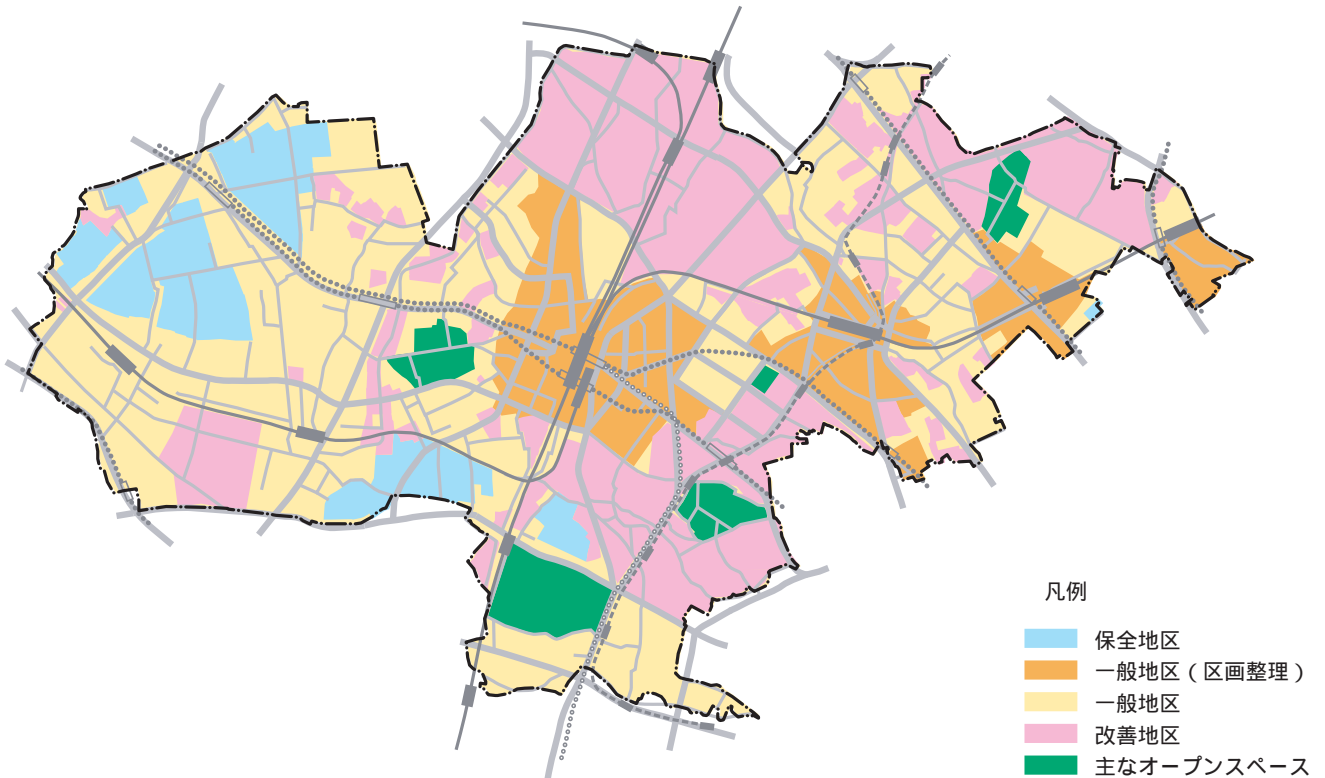 凡例
保全地区
一般地区（区画整理）
一般地区
改善地区
主なオープンスペース